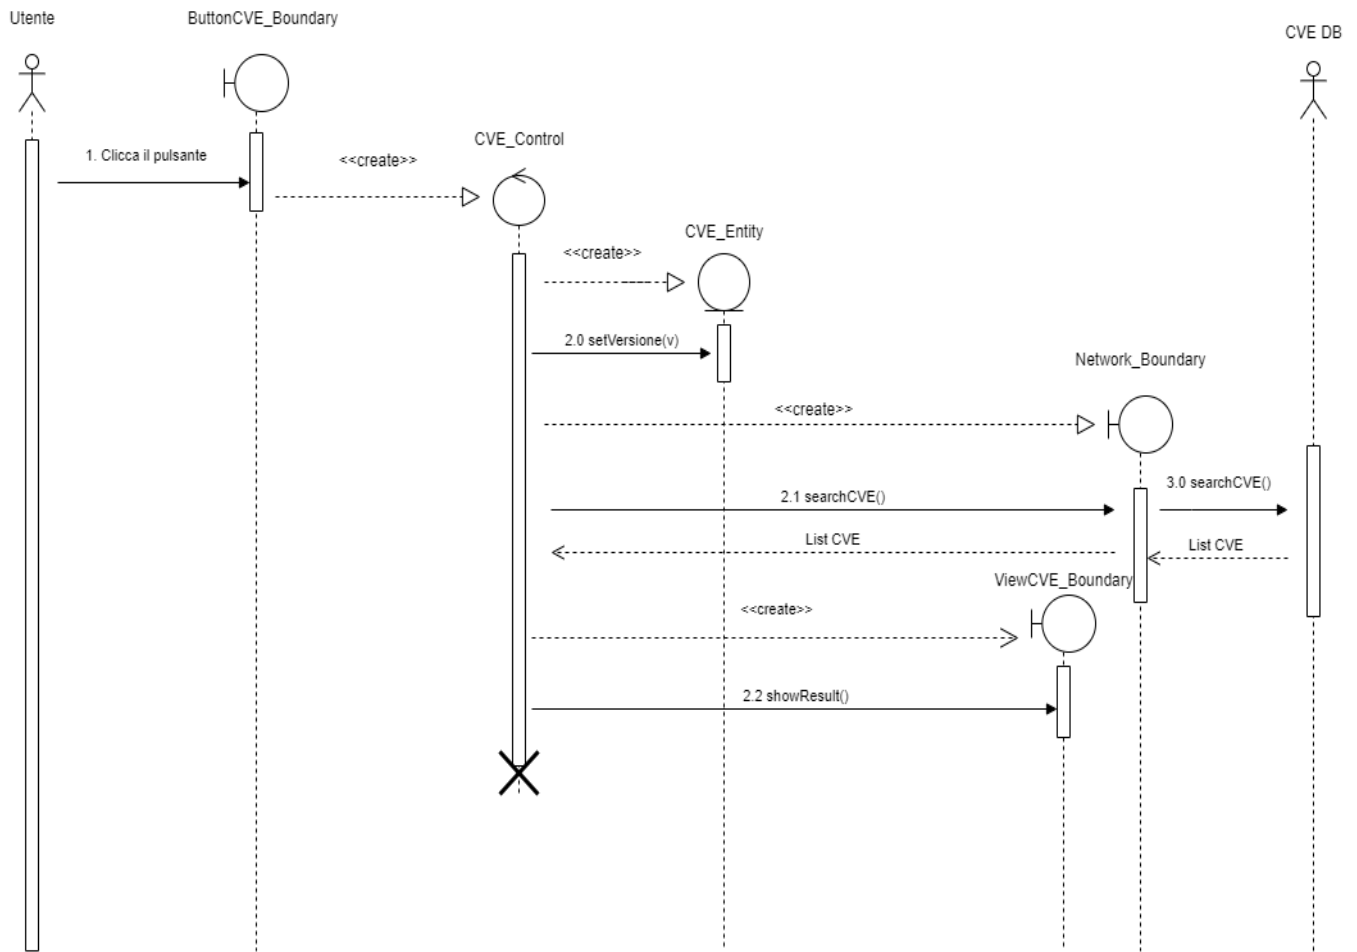 Utente
ButtonCVE_Boundary
CVE DB
CVE_Control
1. Clicca il pulsante
<<create>>
CVE_Entity
<<create>>
2.0 setVersione(v)
Network_Boundary
<<create>>
3.0 searchCVE()
2.1 searchCVE()
List CVE
List CVE
ViewCVE_Boundary
<<create>>
2.2 showResult()